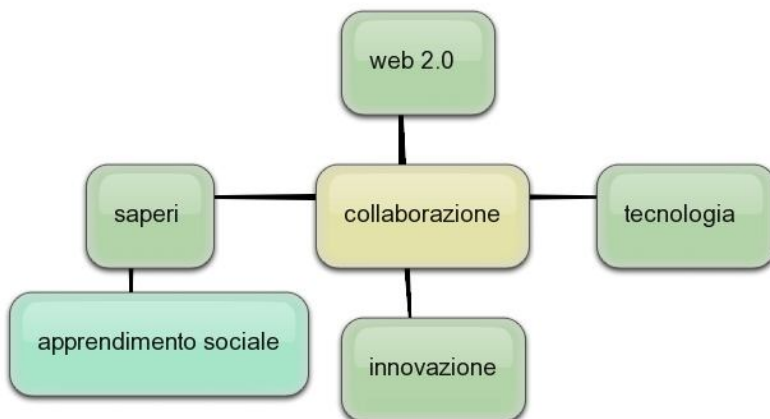 web 2.0
saperi
collaborazione
tecnologia
apprendimento sociale
innovazione